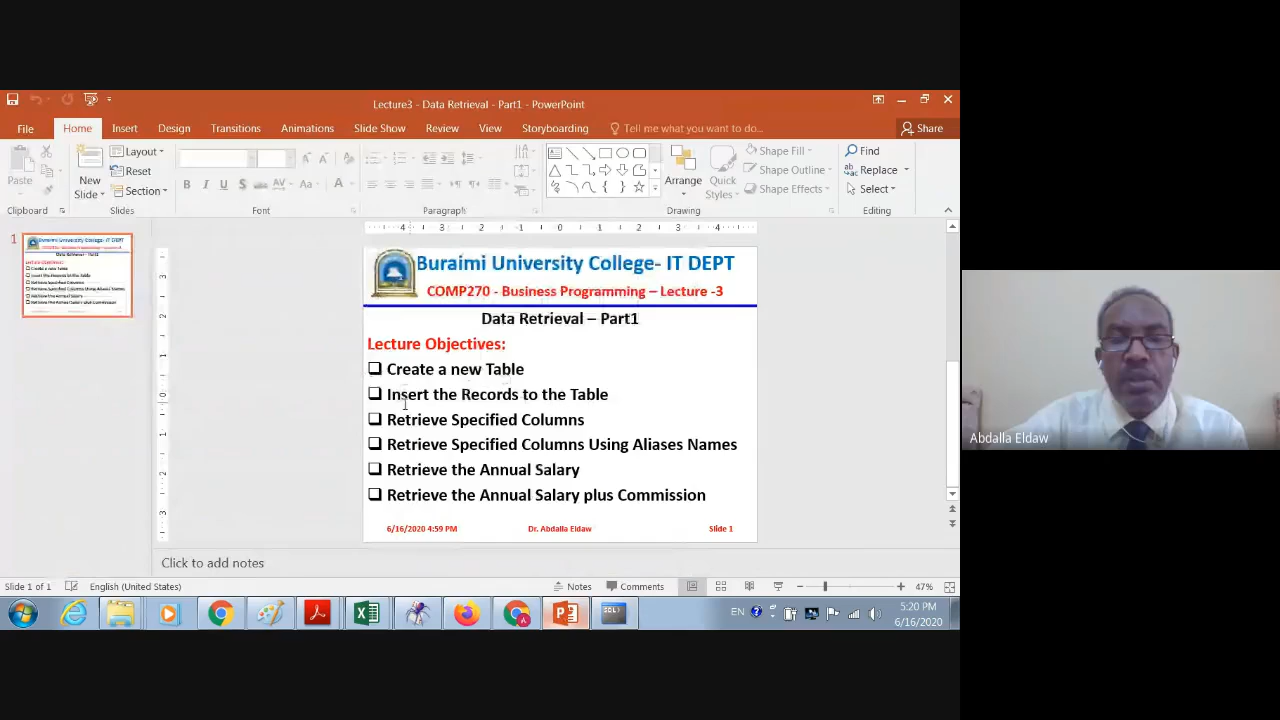 Lecture3 - Data Retrieval - Part1 - PowerPoint
File Home Insert Design Transitions Animations Slide Show Review View Storyboarding Tell me what you want to do... Share
Paste
New Slide
Layout
Reset
Section
Arrange
Quick Styles
Shape Fill
Shape Outline
Shape Effects
Find
Replace
Select
Clipboard Slides Font Paragraph Drawing Editing
1
Buraimi University College- IT DEPT
COMP270 - Business Programming – Lecture -3
Data Retrieval – Part1
Lecture Objectives:
Create a new Table
Insert the Records to the Table
Retrieve Specified Columns
Retrieve Specified Columns Using Aliases Names
Retrieve the Annual Salary
Retrieve the Annual Salary plus Commission
6/16/2020 4:59 PM Dr. Abdalla Eldaw Slide 1
Click to add notes
Slide 1 of 1 English (United States) Notes Comments 47%
EN 5:20 PM
6/16/2020
Abdalla Eldaw